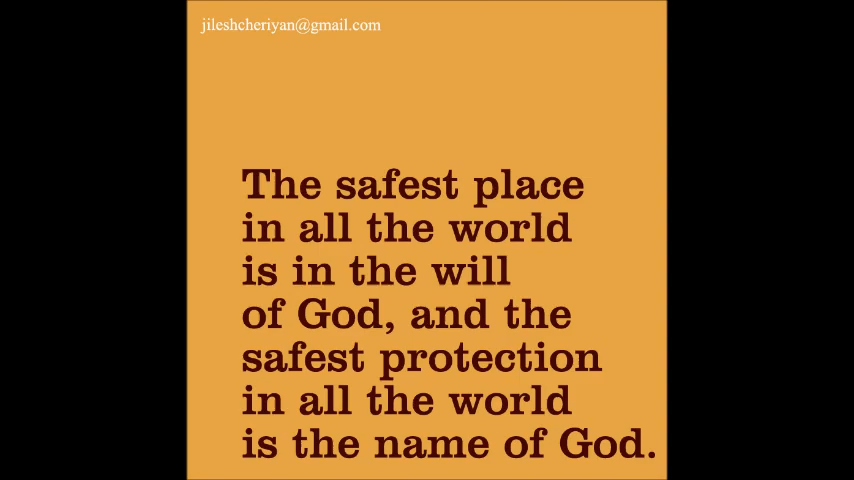 jileshcheriyan@gmail.com
The safest place
in all the world
is in the will
of God, and the
safest protection
in all the world
is the name of God.